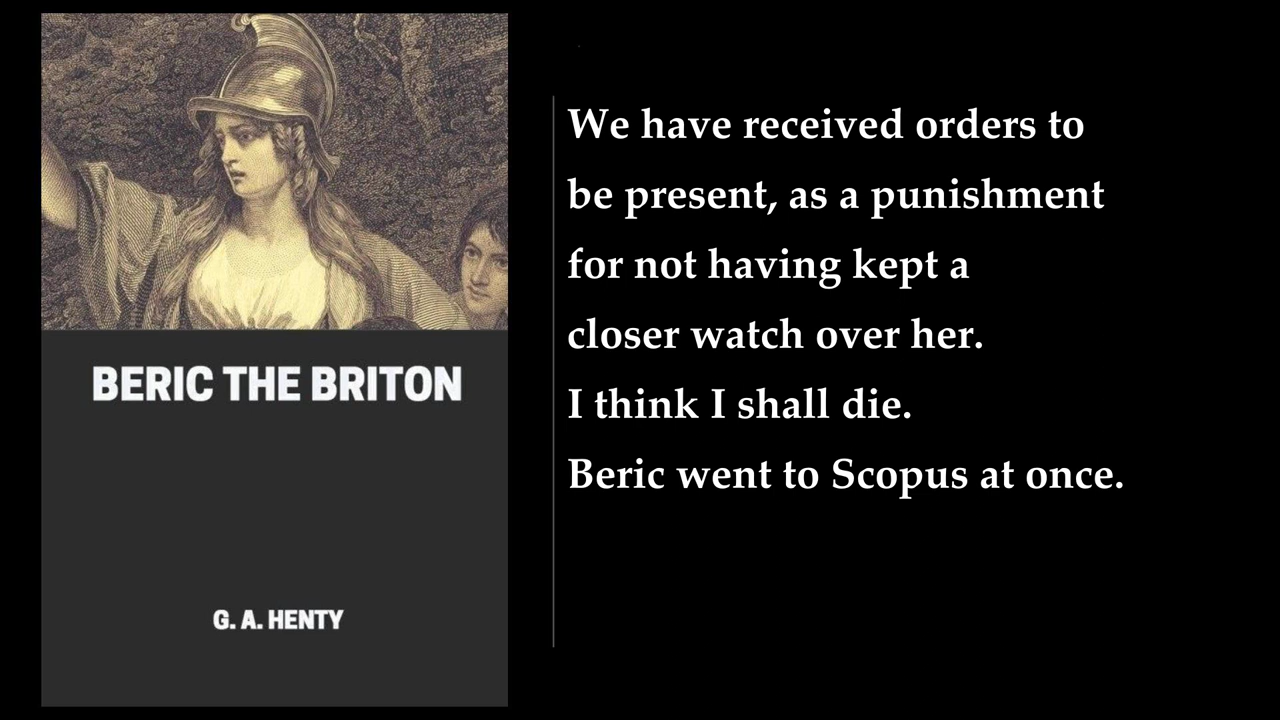 BERIC THE BRITON
G. A. HENTY
We have received orders to
be present, as a punishment
for not having kept a
closer watch over her.
I think I shall die.
Beric went to Scopus at once.